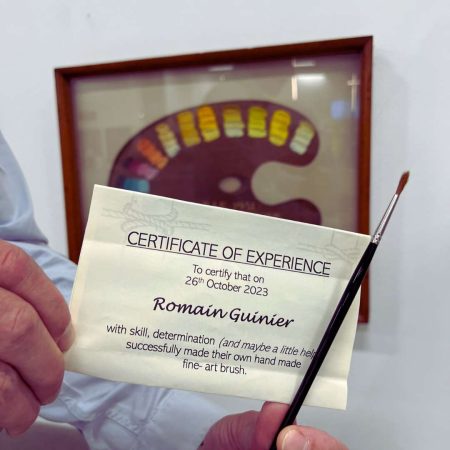 CERTIFICATE OF EXPERIENCE
To certify that on
26th October 2023
Romain Guinier
with skill, determination (and maybe a little help
successfully made their own hand made
fine- art brush.